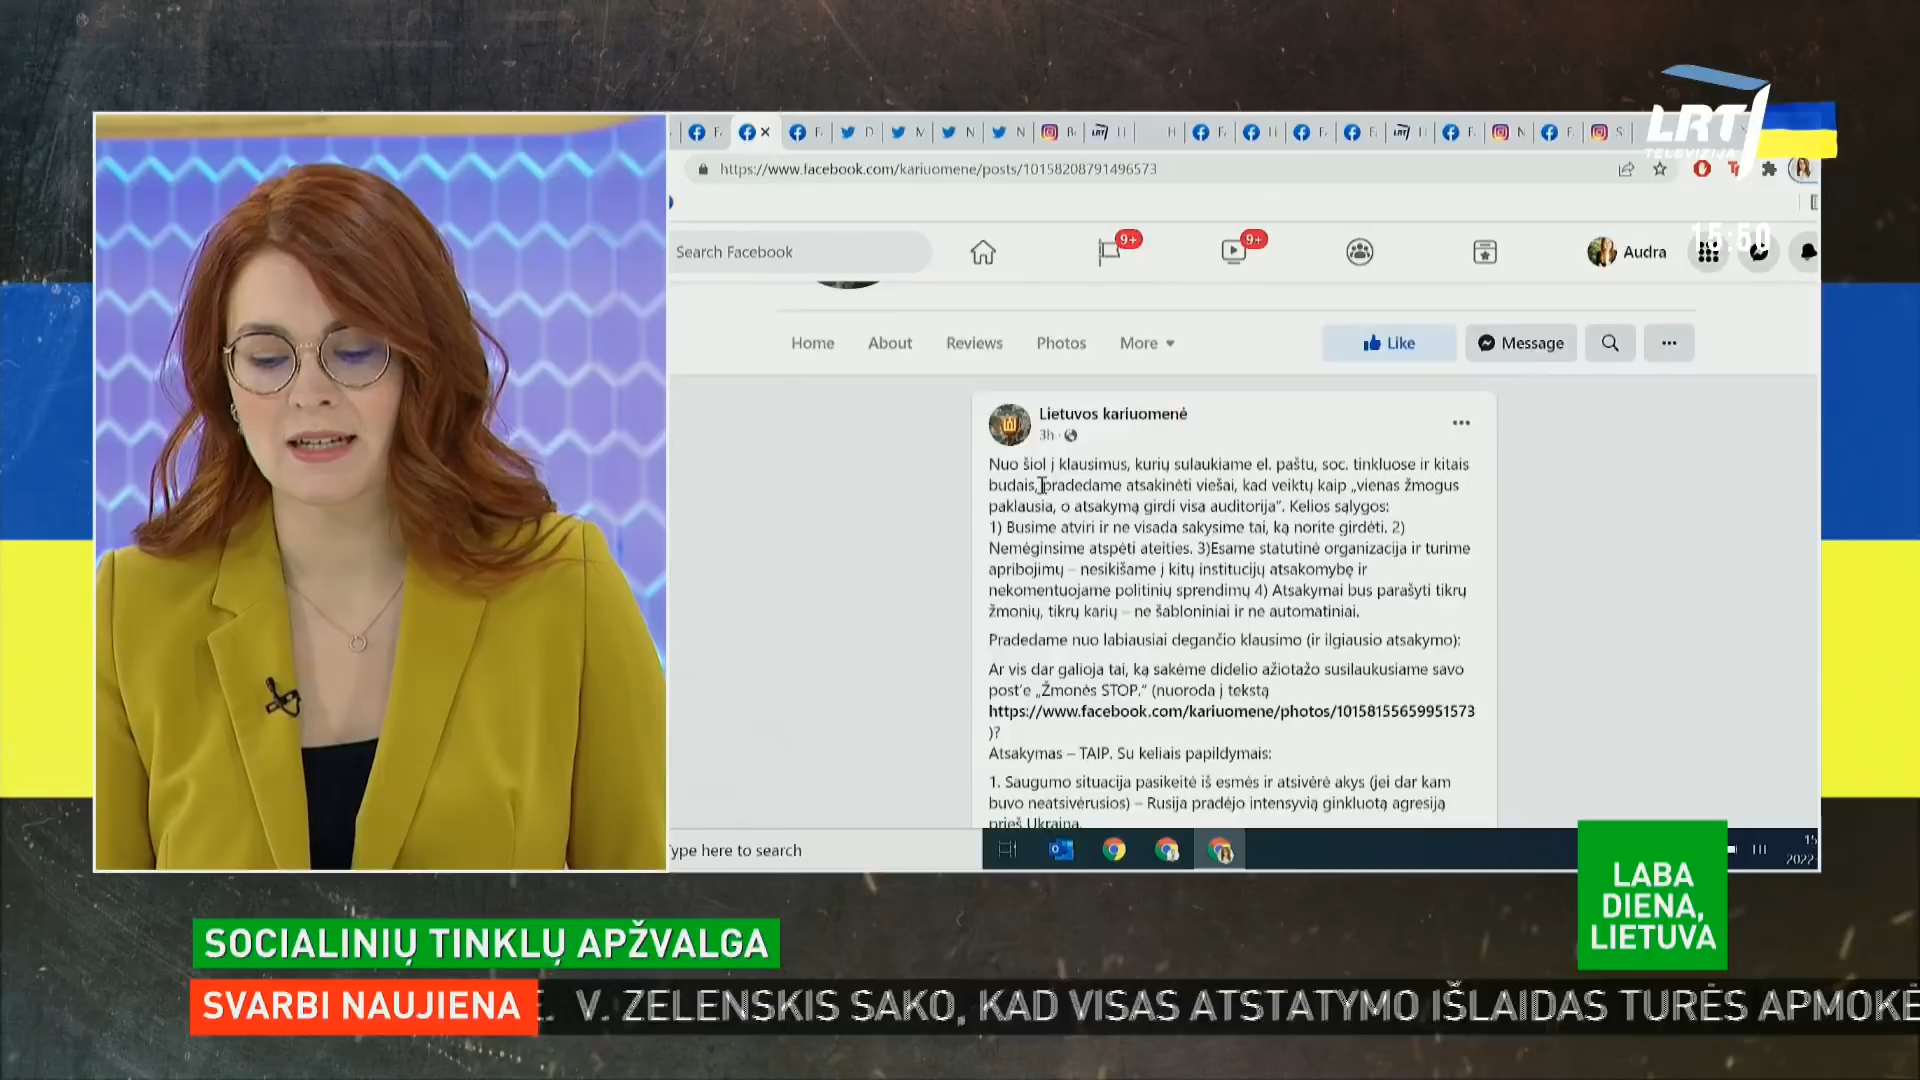 LRT
TELEVIZIJA
https://www.facebook.com/kariuomene/posts/10158208791496573
15:50
Search Facebook
9+
9+
Audra
Home
About
Reviews
Photos
More
Like
Message
Lietuvos kariuomenė
3h
Nuo šiol į klausimus, kurių sulaukiame el. paštu, soc. tinkluose ir kitais
budais, pradedame atsakinėti viešai, kad veiktų kaip „vienas žmogus
paklausia, o atsakymą girdi visa auditorija“. Kelios sąlygos:
1) Busime atviri ir ne visada sakysime tai, ką norite girdėti. 2)
Nemėginsime atspėti ateities. 3)Esame statutinė organizacija ir turime
apribojimų – nesikišame į kitų institucijų atsakomybę ir
nekomentuojame politinių sprendimų 4) Atsakymai bus parašyti tikrų
žmonių, tikrų karių – ne šabloniniai ir ne automatiniai.
Pradedame nuo labiausiai degančio klausimo (ir ilgiausio atsakymo):
Ar vis dar galioja tai, ką sakėme didelio ažiotažo susilaukusiame savo
post'e „Žmonės STOP.“ (nuoroda į tekstą
https://www.facebook.com/kariuomene/photos/10158155659951573
)?
Atsakymas – TAIP. Su keliais papildymais:
1. Saugumo situacija pasikeitė iš esmės ir atsivėrė akys (jei dar kam
buvo neatsivėrusios) – Rusija pradėjo intensyvią ginkluotą agresiją
prieš Ukrainą.
Type here to search
2022-
LABA
DIENA,
LIETUVA
SOCIALINIŲ TINKLŲ APŽVALGA
SVARBI NAUJIENA
E. V. ZELENSKIS SAKO, KAD VISAS ATSTATYMO IŠLAIDAS TURĖS APMOKĖ